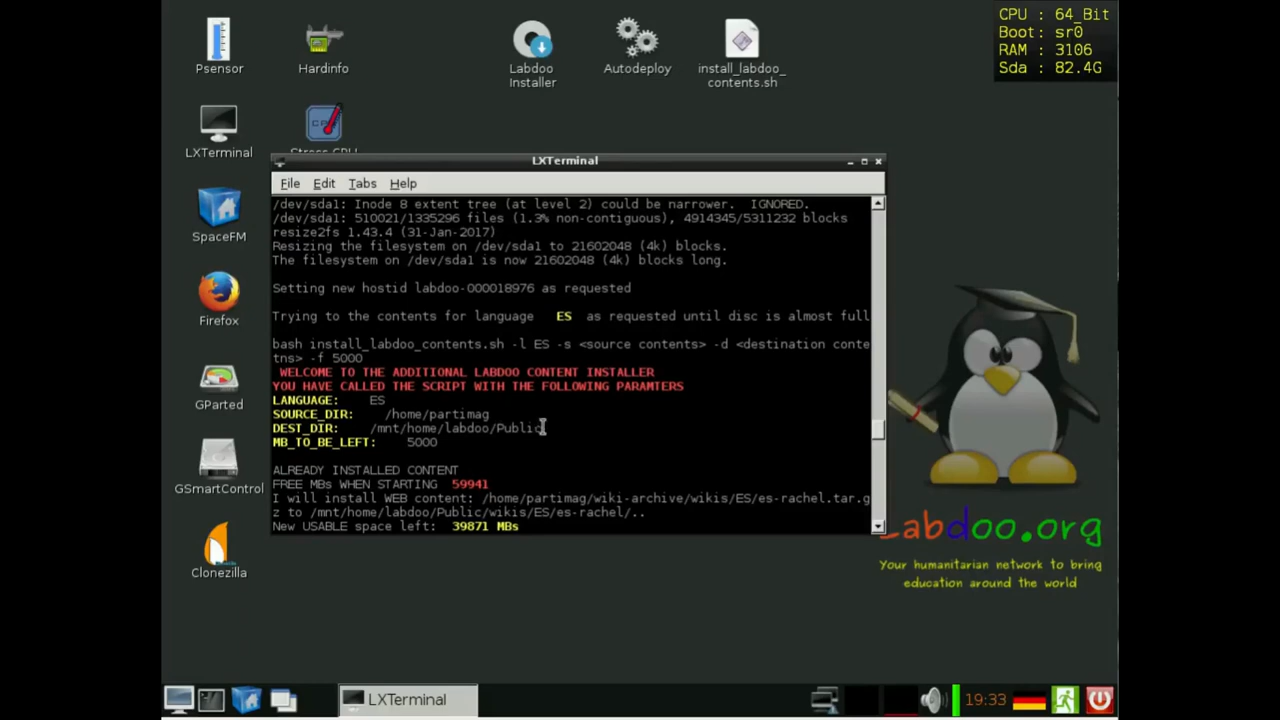 CPU : 64_Bit
Boot: sr0
RAM : 3106
Sda : 82.4G
Psensor
Hardinfo
Labdoo
Installer
Autodeploy
install_labdoo_
contents.sh
LXTerminal
CPU
Stress CPU
SpaceFM
Firefox
GParted
GSmartControl
Clonezilla
LXTerminal
File Edit Tabs Help
/dev/sda1: Inode 8 extent tree (at level 2) could be narrower.  IGNORED.
/dev/sda1: 510021/1335296 files (1.3% non-contiguous), 4914345/5311232 blocks
resize2fs 1.43.4 (31-Jan-2017)
Resizing the filesystem on /dev/sda1 to 21602048 (4k) blocks.
The filesystem on /dev/sda1 is now 21602048 (4k) blocks long.
Setting new hostid labdoo-000018976 as requested
Trying to the contents for language   ES  as requested until disc is almost full
bash install_labdoo_contents.sh -l ES -s <source contents> -d <destination conte
tns> -f 5000
WELCOME TO THE ADDITIONAL LABDOO CONTENT INSTALLER
YOU HAVE CALLED THE SCRIPT WITH THE FOLLOWING PARAMTERS
LANGUAGE:    ES
SOURCE_DIR:    /home/partimag
DEST_DIR:    /mnt/home/labdoo/Public
MB_TO_BE_LEFT:    5000
ALREADY INSTALLED CONTENT
FREE MBs WHEN STARTING  59941
I will install WEB content: /home/partimag/wiki-archive/wikis/ES/es-rachel.tar.g
z to /mnt/home/labdoo/Public/wikis/ES/es-rachel/..
New USABLE space left:  39871 MBs
Labdoo.org
Your humanitarian network to bring
education around the world
LXTerminal
19:33